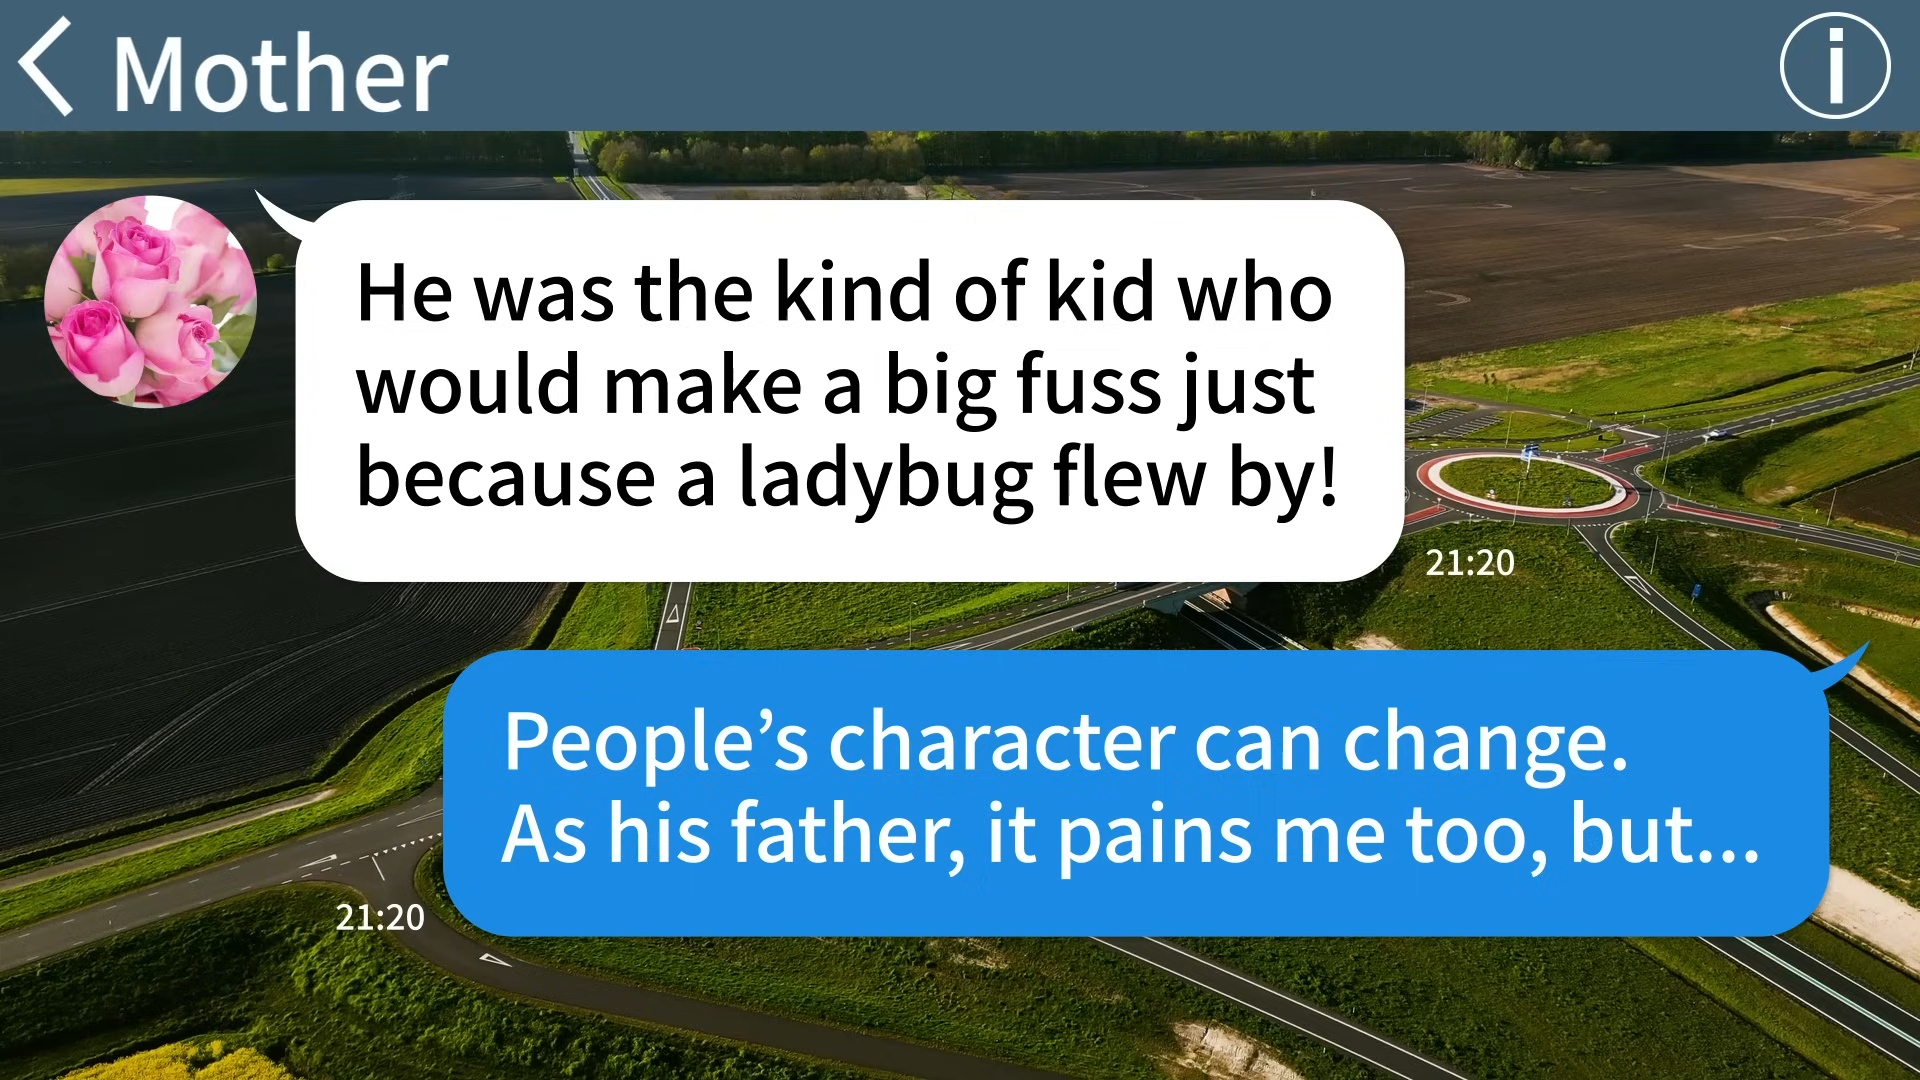 Mother
He was the kind of kid who
would make a big fuss just
because a ladybug flew by!
21:20
People’s character can change.
As his father, it pains me too, but...
21:20